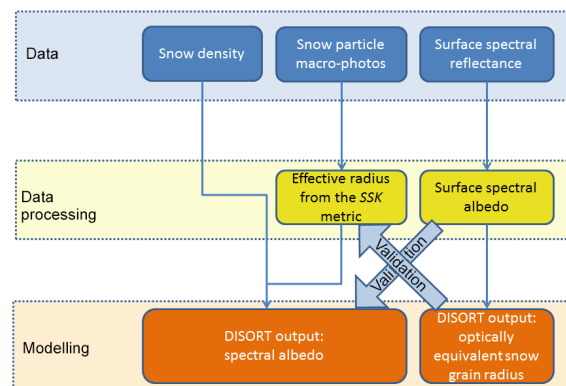 Data
Snow density
Snow particle
macro-photos
Surface spectral
reflectance
Data
processing
Effective radius
from the SSK
metric
Surface spectral
albedo
Validation
Validation
Modelling
DISORT output:
spectral albedo
DISORT output:
optically
equivalent snow
grain radius